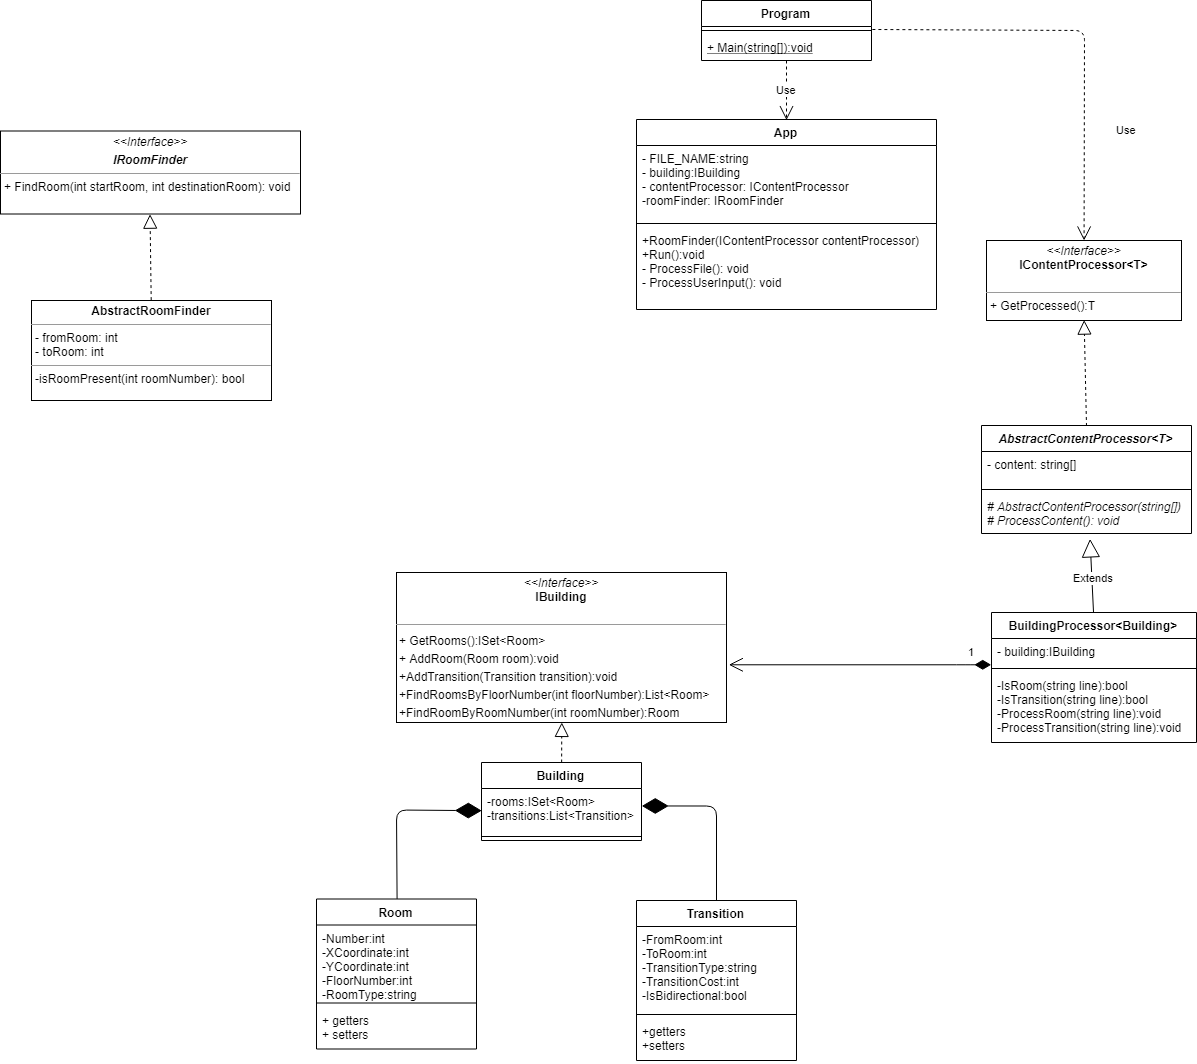 Program
+ Main(string[]):void
Use
Use
<<Interface>>
IRoomFinder
+ FindRoom(int startRoom, int destinationRoom): void
App
- FILE_NAME:string
- building:IBuilding
- contentProcessor: IContentProcessor
-roomFinder: IRoomFinder
+RoomFinder(IContentProcessor contentProcessor)
+Run():void
- ProcessFile(): void
- ProcessUserInput(): void
<<Interface>>
IContentProcessor<T>
+ GetProcessed():T
AbstractRoomFinder
- fromRoom: int
- toRoom: int
-isRoomPresent(int roomNumber): bool
AbstractContentProcessor<T>
- content: string[]
# AbstractContentProcessor(string[])
# ProcessContent(): void
Extends
<<Interface>>
IBuilding
+ GetRooms():ISet<Room>
+ AddRoom(Room room):void
+AddTransition(Transition transition):void
+FindRoomsByFloorNumber(int floorNumber):List<Room>
+FindRoomByRoomNumber(int roomNumber):Room
1
BuildingProcessor<Building>
- building:IBuilding
-IsRoom(string line):bool
-IsTransition(string line):bool
-ProcessRoom(string line):void
-ProcessTransition(string line):void
Building
-rooms:ISet<Room>
-transitions:List<Transition>
Room
-Number:int
-XCoordinate:int
-YCoordinate:int
-FloorNumber:int
-RoomType:string
+ getters
+ setters
Transition
-FromRoom:int
-ToRoom:int
-TransitionType:string
-TransitionCost:int
-IsBidirectional:bool
+getters
+setters